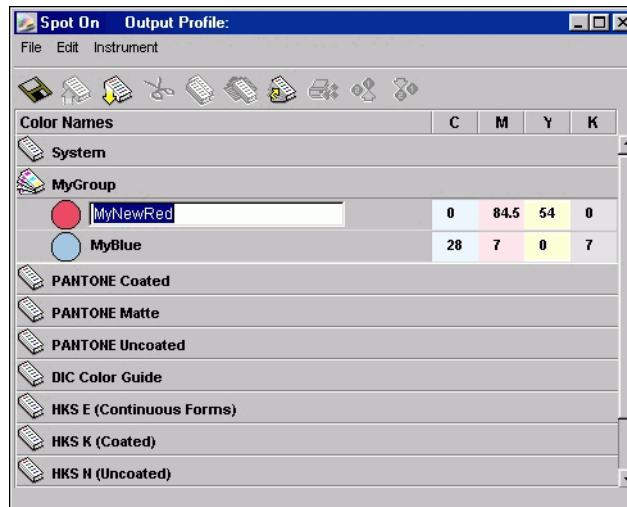 Spot On Output Profile:
File Edit Instrument
Color Names C M Y K
System
MyGroup
MyNewRed 0 84.5 54 0
MyBlue 28 7 0 7
PANTONE Coated
PANTONE Matte
PANTONE Uncoated
DIC Color Guide
HKS E (Continuous Forms)
HKS K (Coated)
HKS N (Uncoated)